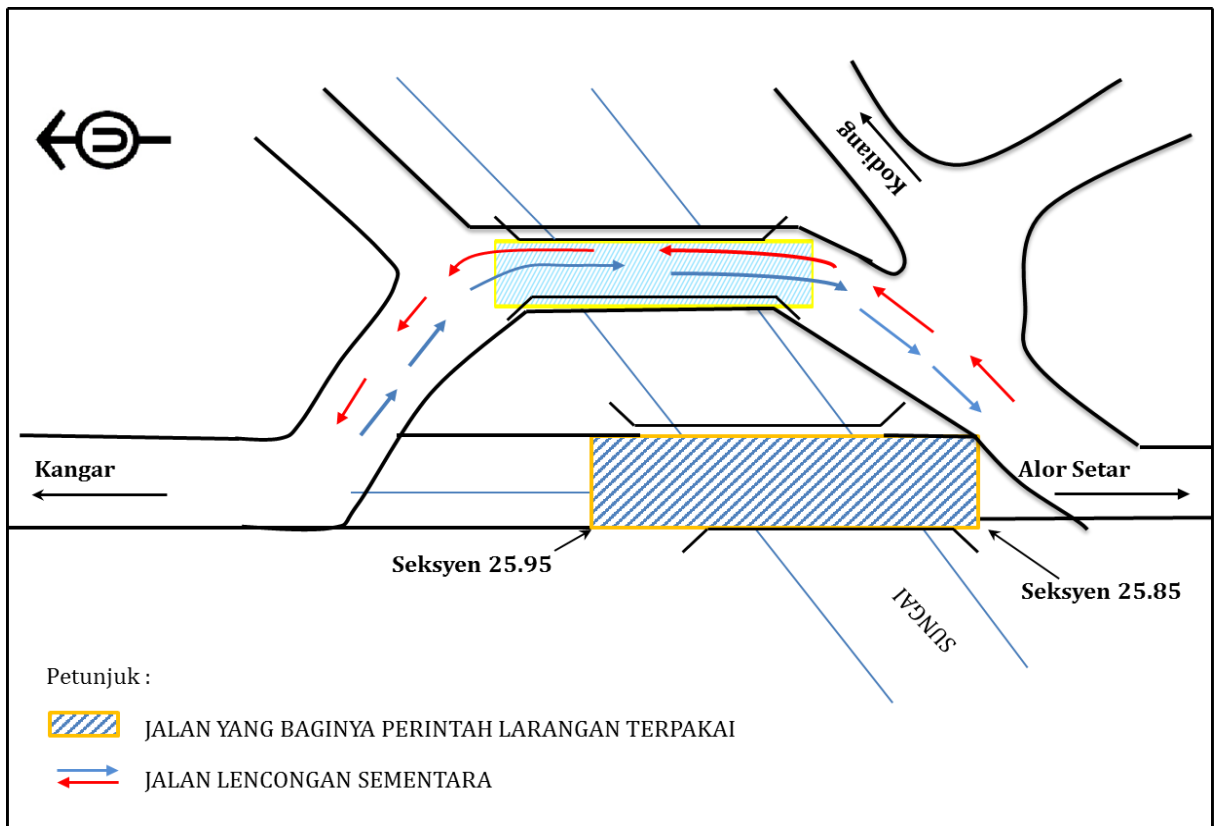 U
Kodiang
Kangar
Alor Setar
Seksyen 25.95
Seksyen 25.85
SUNGAI
Petunjuk :
JALAN YANG BAGINYA PERINTAH LARANGAN TERPAKAI
JALAN LENCONGAN SEMENTARA